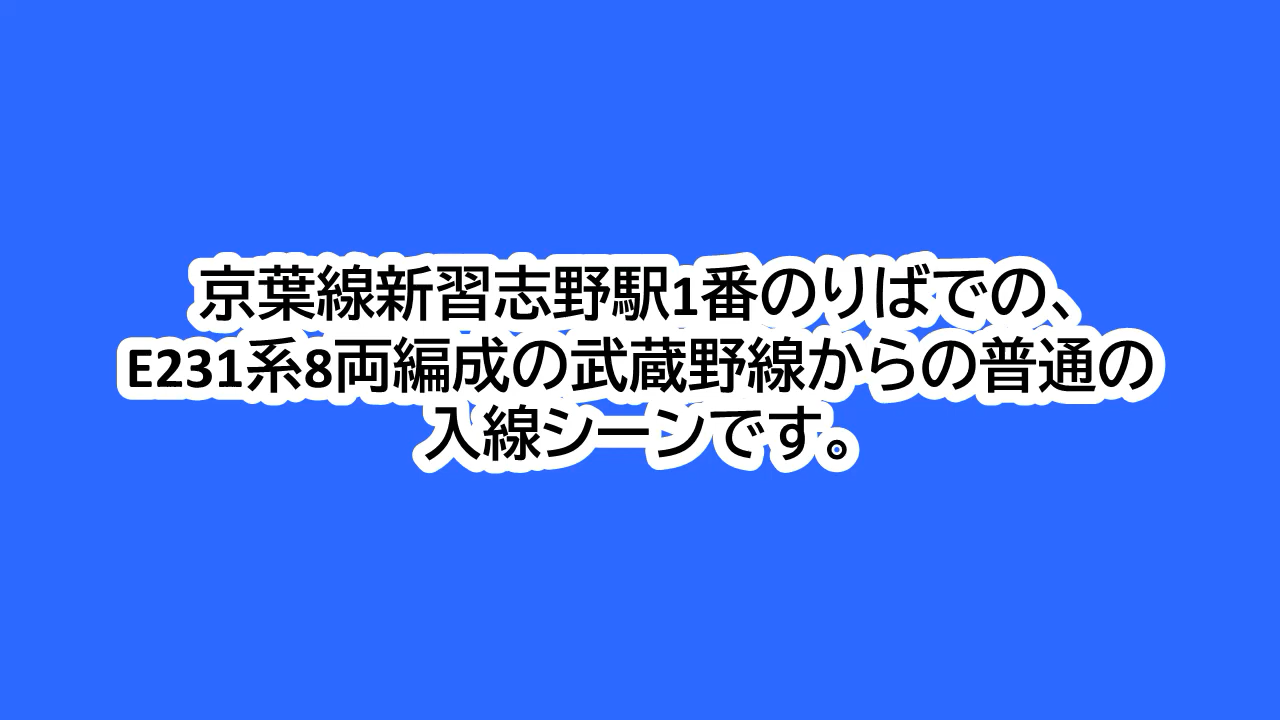 京葉線新習志野駅1番のりばでの、
E231系8両編成の武蔵野線からの普通の
入線シーンです。